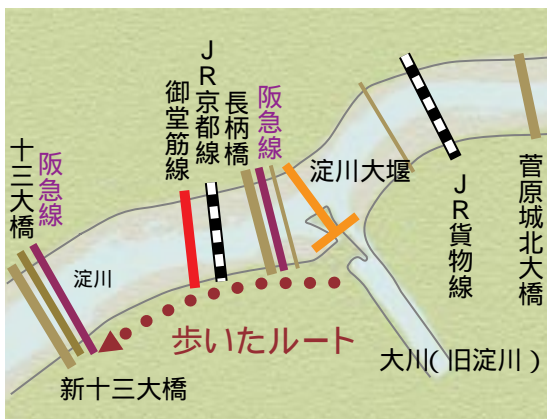 十三大橋
阪急線
御堂筋線
JR京都線
長柄橋
阪急線
淀川大堰
JR貨物線
菅原城北大橋
淀川
歩いたルート
新十三大橋
大川(旧淀川)